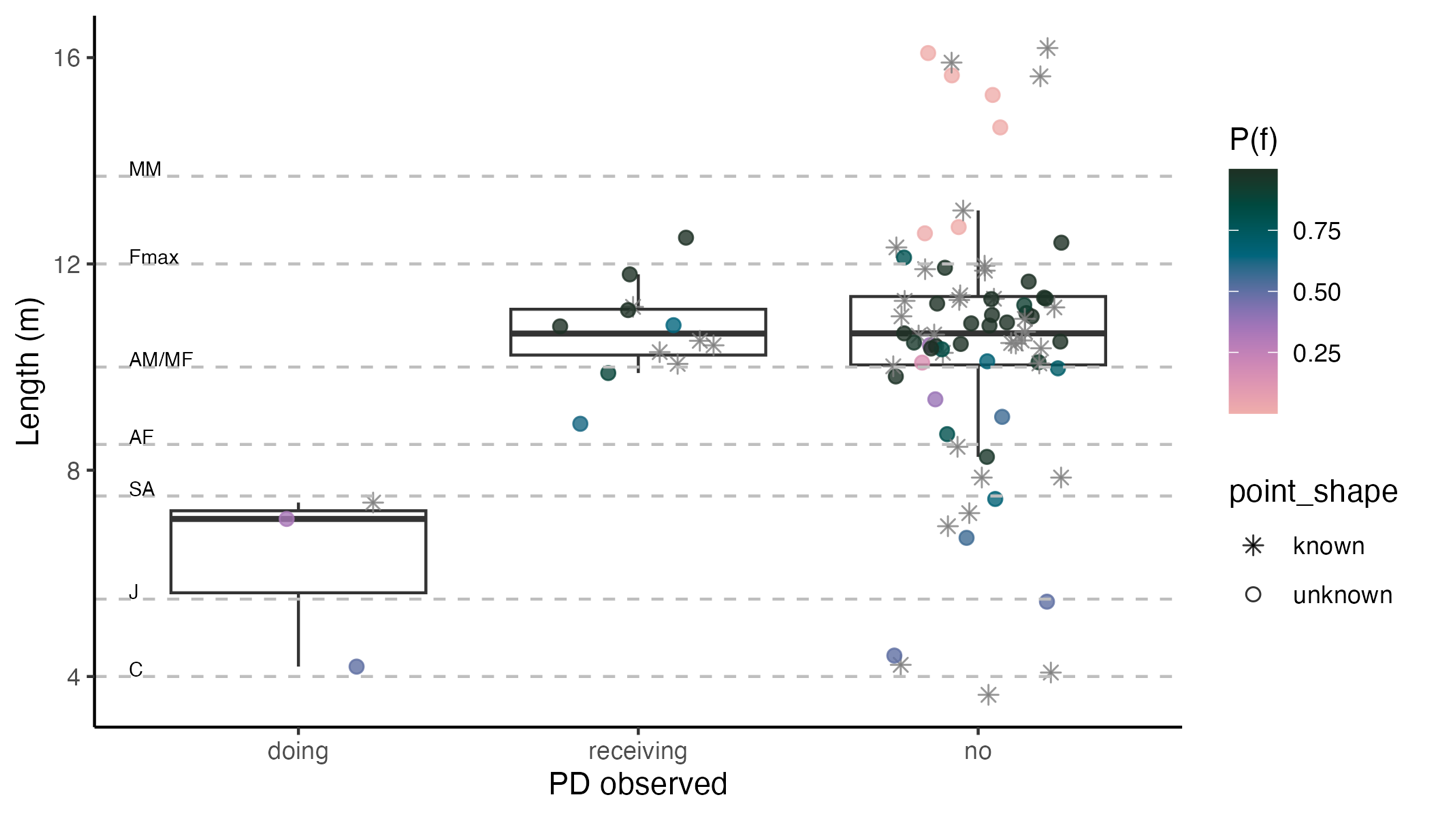 16
12
8
4
Length (m)
MM
Fmax
AM/MF
AF
SA
J
C
doing
receiving
no
PD observed
P(f)
0.75
0.50
0.25
point_shape
known
unknown